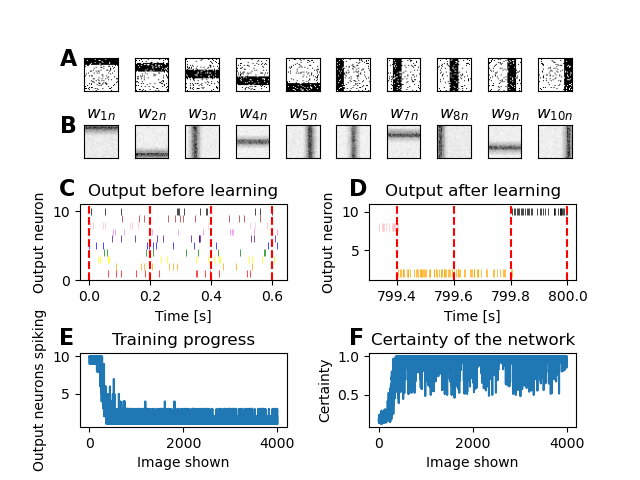 A
w1n w2n w3n w4n w5n w6n w7n w8n w9n w10n
B
C Output before learning
D Output after learning
Output neuron
10
0
0.0 0.2 0.4 0.6
Time [s]
Output neuron
10
5
799.4 799.6 799.8 800.0
Time [s]
E Training progress
F Certainty of the network
Output neurons spiking
10
5
0 2000 4000
Image shown
Certainty
1.0
0.5
0 2000 4000
Image shown